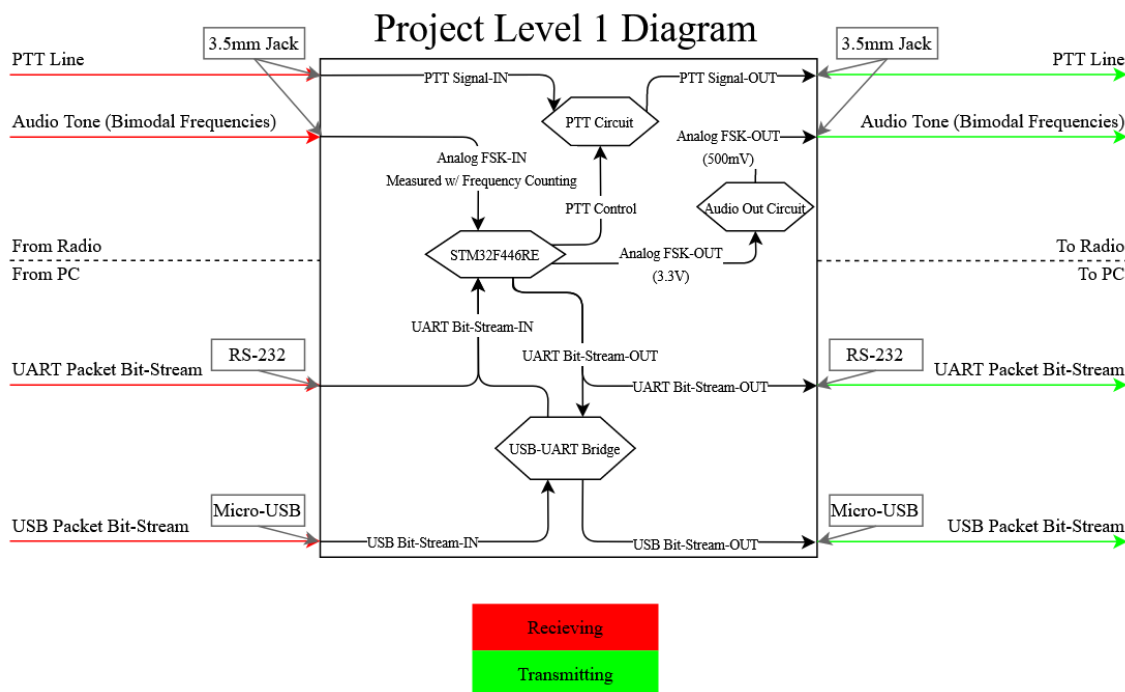 Project Level 1 Diagram
3.5mm Jack
3.5mm Jack
PTT Line
PTT Signal-IN
PTT Signal-OUT
PTT Line
Audio Tone (Bimodal Frequencies)
PTT Circuit
Analog FSK-OUT
(500mV)
Audio Tone (Bimodal Frequencies)
Analog FSK-IN
Measured w/ Frequency Counting
PTT Control
Audio Out Circuit
From Radio
STM32F446RE
Analog FSK-OUT
(3.3V)
To Radio
From PC
To PC
UART Bit-Stream-IN
RS-232
UART Bit-Stream-OUT
RS-232
UART Packet Bit-Stream
UART Bit-Stream-OUT
UART Packet Bit-Stream
USB-UART Bridge
Micro-USB
Micro-USB
USB Packet Bit-Stream
USB Bit-Stream-IN
USB Bit-Stream-OUT
USB Packet Bit-Stream
Recieving
Transmitting